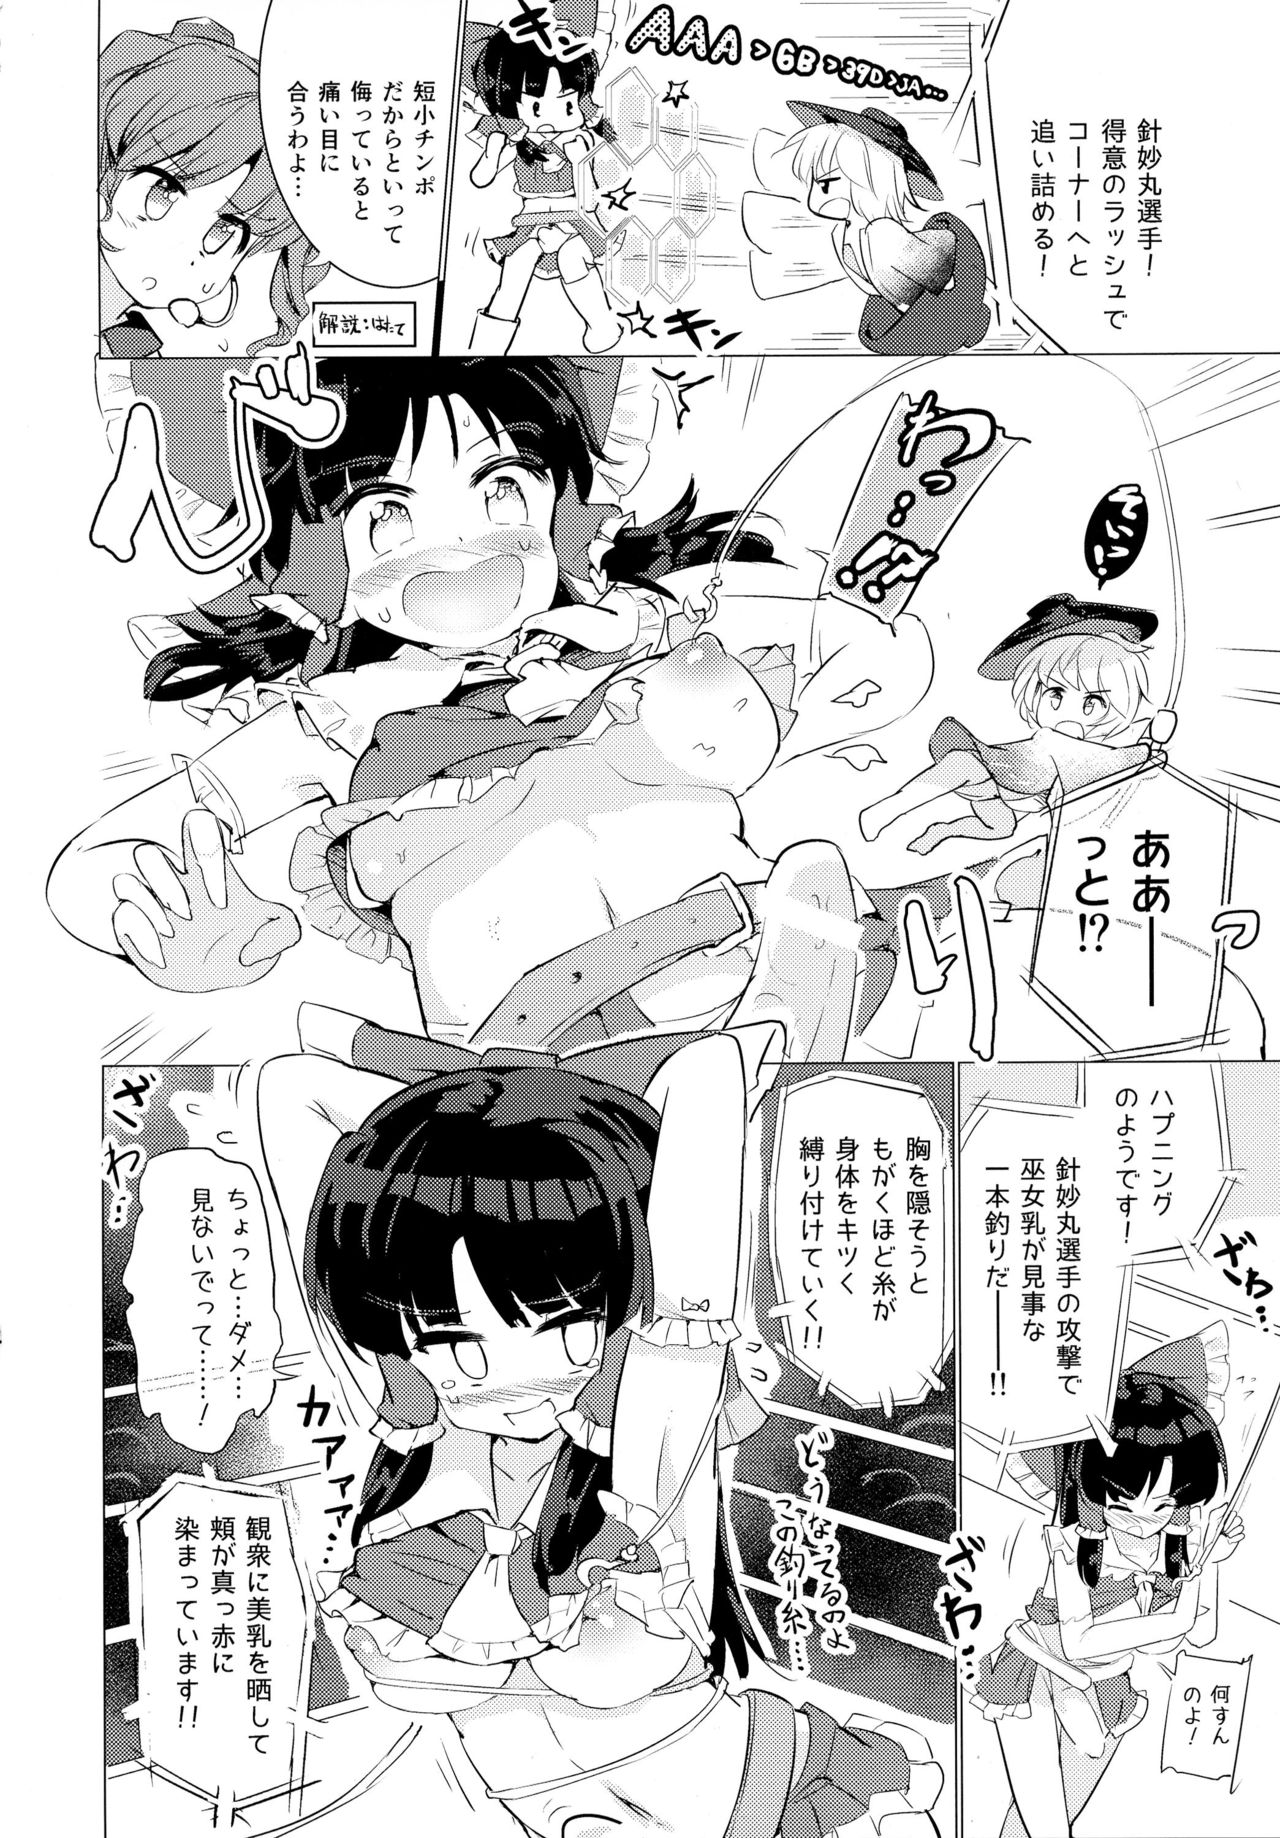 針妙丸選手！
得意のラッシュで
コーナーへと
追い詰める！
AAA>6B>39D>JA…
キン
キン
短小チンポ
だからといって
侮っていると
痛い目に
合うわよ…
解説：はたて
そいっ！
わっ…!?
ああー
っと!?
ハプニング
のようです！
針妙丸選手の攻撃で
巫女乳が見事な
一本釣りだ――!!
ざわ…
何すん
のよ！
胸を隠そうと
もがくほど糸が
身体をキツく
縛り付けていく!!
どうなってるのよ
この釣り糸…
ざわ…
ちょっと…ダメ…
見ないでって……！
カァァァ…
観衆に美乳を晒して
頬が真っ赤に
染まっています!!